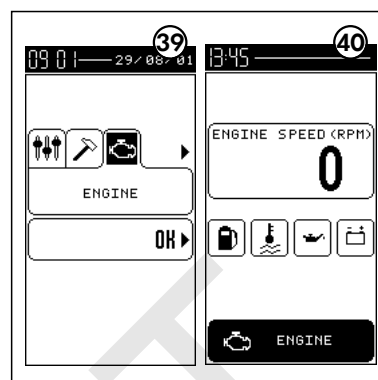 39
09 01 29/08/01
ENGINE
OK
40
13:45
ENGINE SPEED (RPM)
0
ENGINE